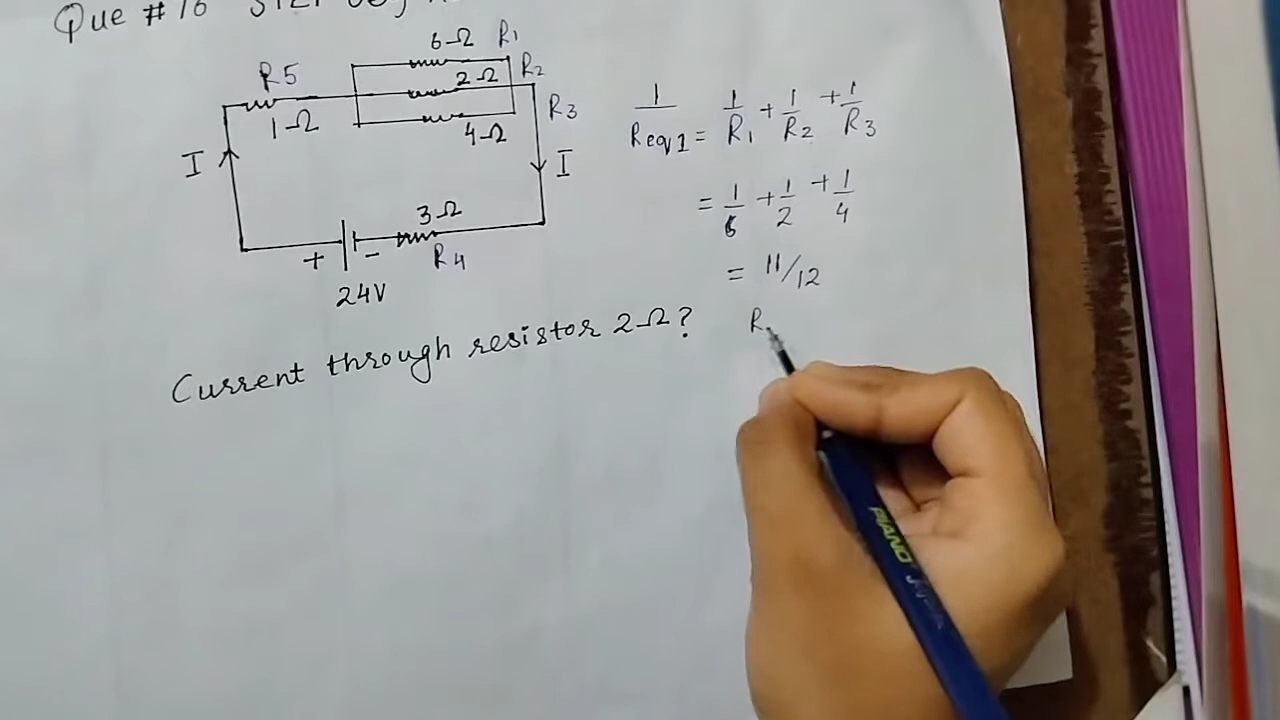 Que # 16
6Ω R1
R5 2Ω R2
1Ω 4Ω R3
I I
3Ω
+ - R4
24V
1/Req1 = 1/R1 + 1/R2 + 1/R3
= 1/6 + 1/2 + 1/4
= 11/12
R
Current through resistor 2Ω?
PIANO